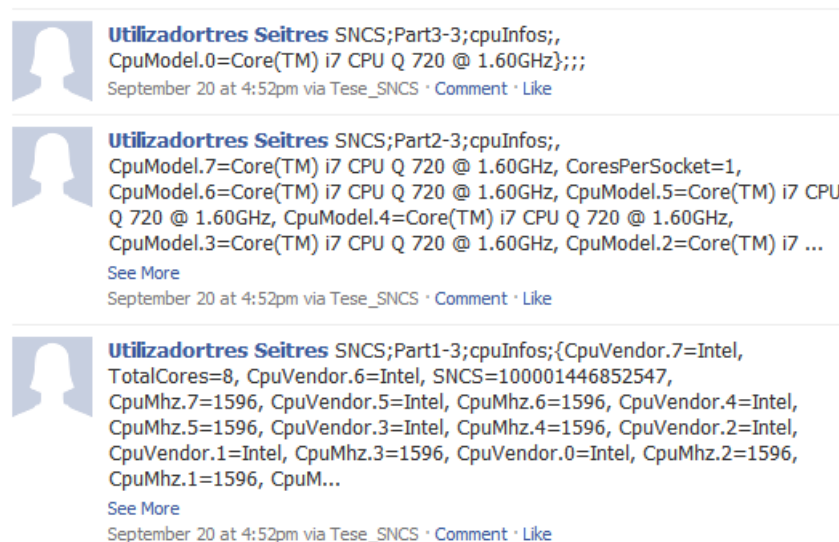 Utilizadortres Seitres SNCS;Part3-3;cpuInfos;,
CpuModel.0=Core(TM) i7 CPU Q 720 @ 1.60GHz};;;
September 20 at 4:52pm via Tese_SNCS · Comment · Like
Utilizadortres Seitres SNCS;Part2-3;cpuInfos;,
CpuModel.7=Core(TM) i7 CPU Q 720 @ 1.60GHz, CoresPerSocket=1,
CpuModel.6=Core(TM) i7 CPU Q 720 @ 1.60GHz, CpuModel.5=Core(TM) i7 CPU
Q 720 @ 1.60GHz, CpuModel.4=Core(TM) i7 CPU Q 720 @ 1.60GHz,
CpuModel.3=Core(TM) i7 CPU Q 720 @ 1.60GHz, CpuModel.2=Core(TM) i7 ...
See More
September 20 at 4:52pm via Tese_SNCS · Comment · Like
Utilizadortres Seitres SNCS;Part1-3;cpuInfos;{CpuVendor.7=Intel,
TotalCores=8, CpuVendor.6=Intel, SNCS=100001446852547,
CpuMhz.7=1596, CpuVendor.5=Intel, CpuMhz.6=1596, CpuVendor.4=Intel,
CpuMhz.5=1596, CpuVendor.3=Intel, CpuMhz.4=1596, CpuVendor.2=Intel,
CpuVendor.1=Intel, CpuMhz.3=1596, CpuVendor.0=Intel, CpuMhz.2=1596,
CpuMhz.1=1596, CpuM...
See More
September 20 at 4:52pm via Tese_SNCS · Comment · Like